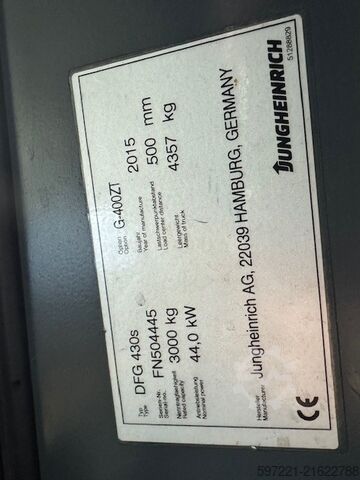 Typ
Type
DFG 430s
Option
Option
G-400ZT
Serien-Nr.
Serial no.
FN504445
Baujahr
Year of manufacture
2015
Nenntragfähigkeit
Rated capacity
3000 kg
Lastschwerpunktabstand
Load center distance
500 mm
Antriebsleistung
Nominal power
44,0 kW
Leergewicht
Mass of truck
4357 kg
Hersteller
Manufacturer
Jungheinrich AG, 22039 HAMBURG, GERMANY
CE
JUNGHEINRICH
51288829
597221-21622788